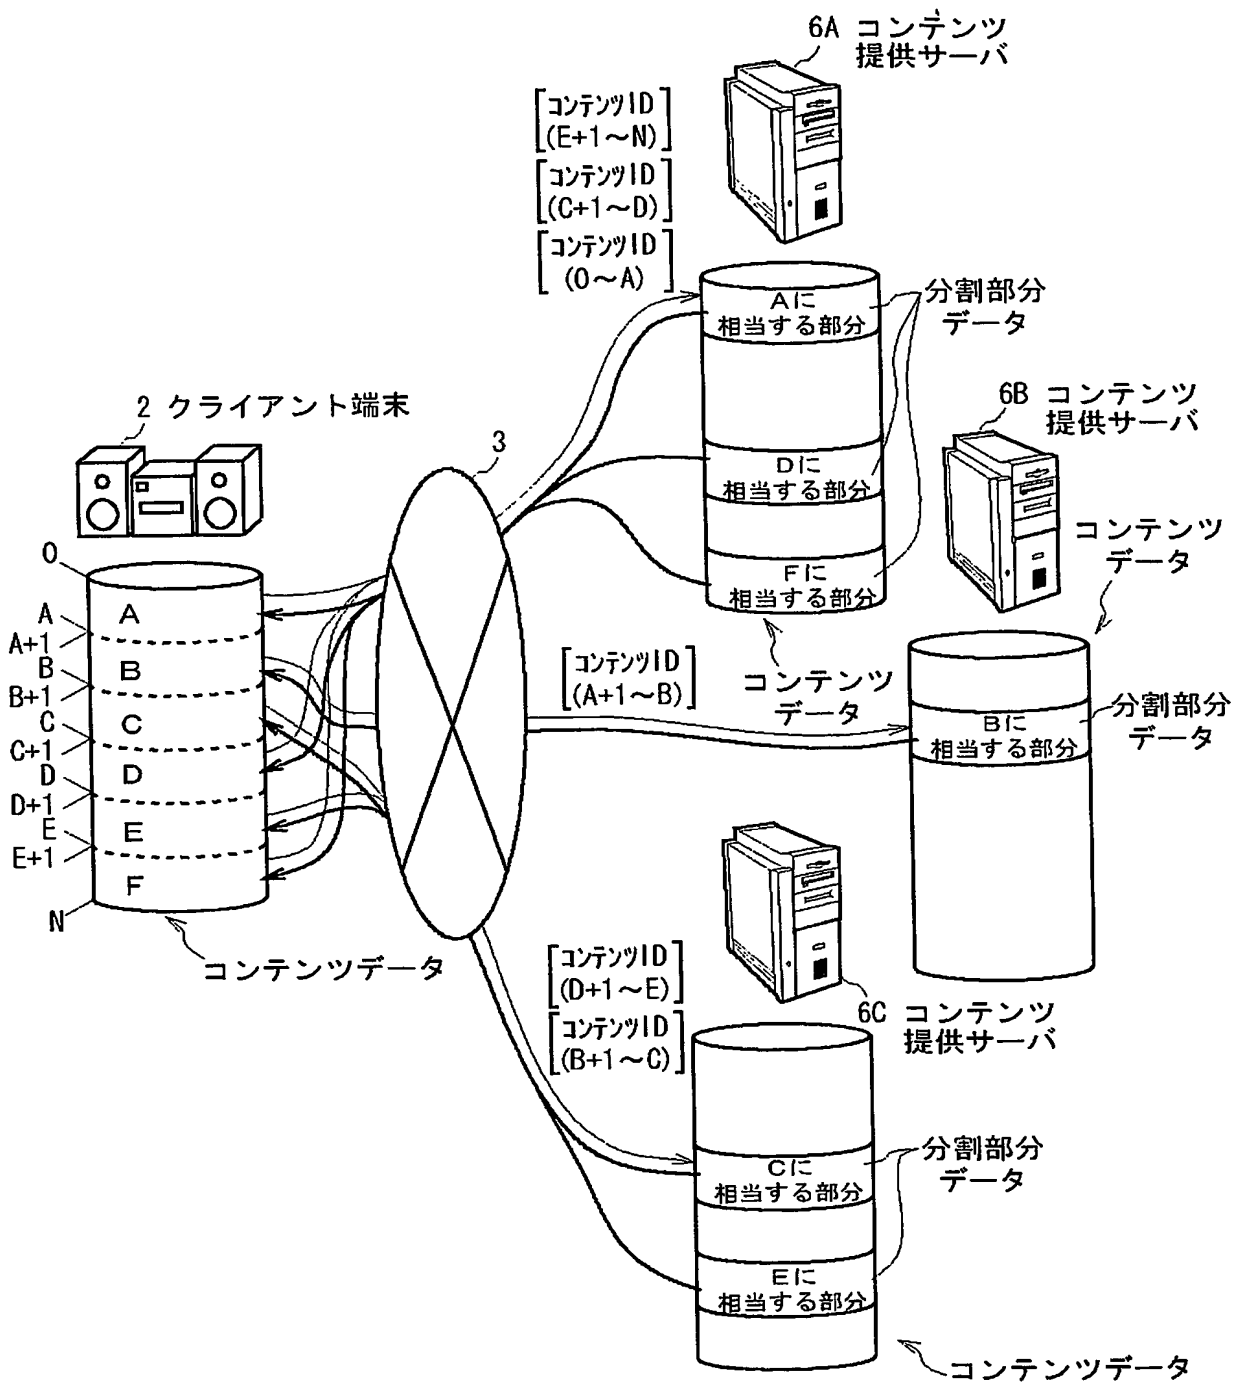 6A コンテンツ
提供サーバ
[コンテンツID
(E+1~N)]
[コンテンツID
(C+1~D)]
[コンテンツID
(0~A)]
Aに
相当する部分
分割部分
データ
Dに
相当する部分
Fに
相当する部分
コンテンツ
データ
6B コンテンツ
提供サーバ
コンテンツ
データ
2 クライアント端末
3
0
A
A+1
B
B+1
C
C+1
D
D+1
E
E+1
N
A
B
C
D
E
F
コンテンツデータ
[コンテンツID
(A+1~B)]
Bに
相当する部分
分割部分
データ
6C コンテンツ
提供サーバ
[コンテンツID
(D+1~E)]
[コンテンツID
(B+1~C)]
Cに
相当する部分
分割部分
データ
Eに
相当する部分
コンテンツデータ